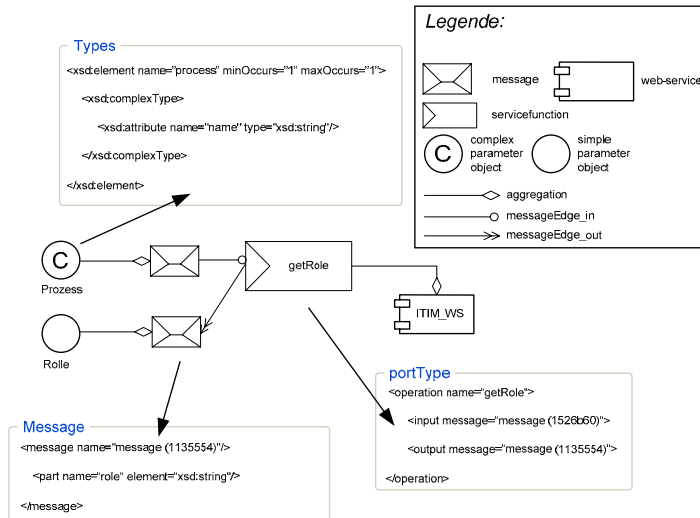 Types
<xsd:element name="process" minOccurs="1" maxOccurs="1">
<xsd:complexType>
<xsd:attribute name="name" type="xsd:string"/>
</xsd:complexType>
</xsd:element>
Legende:
message
web-service
servicefunction
C
complex
parameter
object
simple
parameter
object
aggregation
messageEdge_in
messageEdge_out
C
Prozess
getRole
ITIM_WS
Rolle
portType
<operation name="getRole">
<input message="message (1526b60)">
<output message="message (1135554)">
</operation>
Message
<message name="message (1135554)"/>
<part name="role" element="xsd:string"/>
</message>